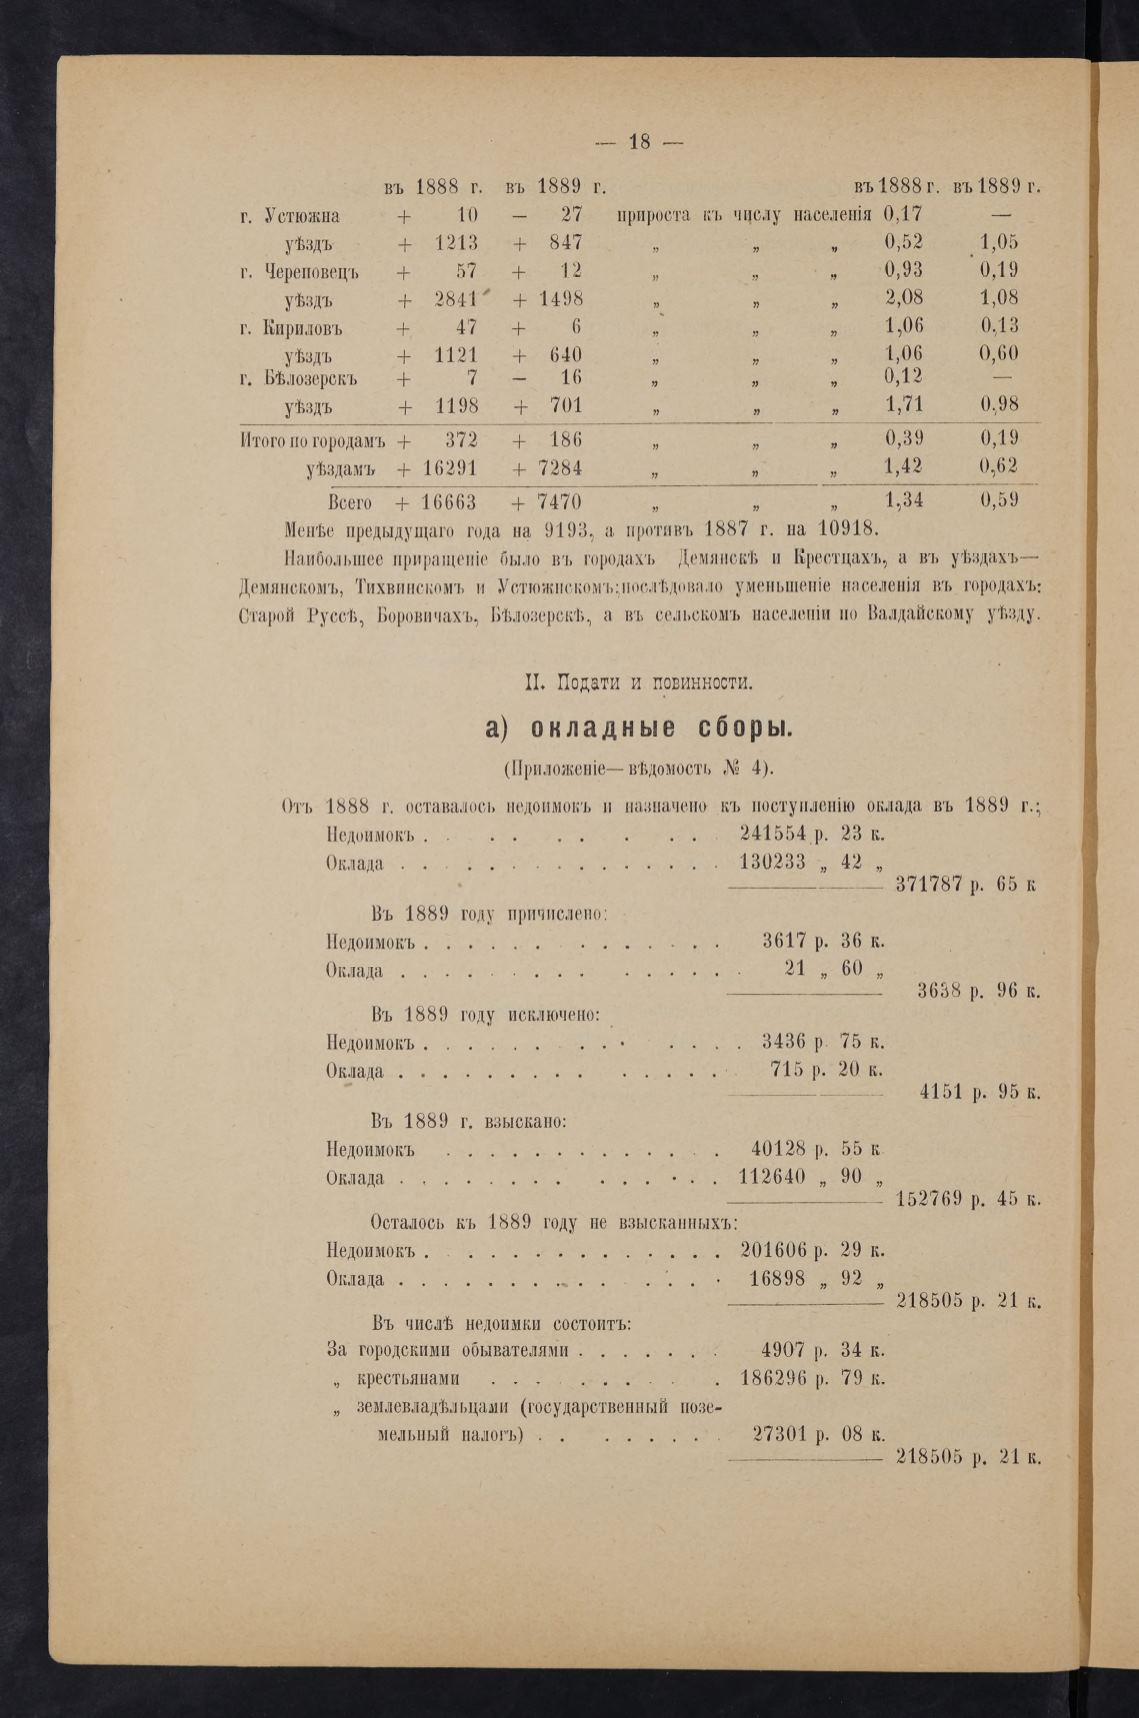 — 18 —
въ 1888 г. въ 1889 г. въ 1888 г. въ 1889 г.
г. Устюжна + 10 — 27 прироста къ числу населенія 0,17 —
уѣздъ + 1213 + 847 „ „ „ 0,52 1,05
г. Череповецъ + 57 + 12 „ „ „ 0,93 0,19
уѣздъ + 2841 + 1498 „ „ „ 2,08 1,08
г. Кириловъ + 47 + 6 „ „ „ 1,06 0,13
уѣздъ + 1121 + 640 „ „ „ 1,06 0,60
г. Бѣлозерскъ + 7 — 16 „ „ „ 0,12 —
уѣздъ + 1198 + 701 „ „ „ 1,71 0,98
Итого по городамъ + 372 + 186 „ „ „ 0,39 0,19
уѣздамъ + 16291 + 7284 „ „ „ 1,42 0,62
Всего + 16663 + 7470 „ „ „ 1,34 0,59
Менѣе предыдущаго года на 9193, а противъ 1887 г. на 10918.
Наибольшее приращеніе было въ городахъ Демянскѣ и Крестцахъ, а въ уѣздахъ—
Демянскомъ, Тихвинскомъ и Устюжнскомъ; послѣдовало уменьшеніе населенія въ городахъ:
Старой Руссѣ, Боровичахъ, Бѣлозерскѣ, а въ сельскомъ населеніи по Валдайскому уѣзду.
II. Подати и повинности.
а) окладные сборы.
(Приложеніе—вѣдомость № 4).
Отъ 1888 г. оставалось недоимокъ и назначено къ поступленію оклада въ 1889 г.;
Недоимокъ . . . . . . . . . 241554 р. 23 к.
Оклада . . . . . . . . . . . . . . . 130233 „ 42 „
371787 р. 65 к
Въ 1889 году причислено:
Недоимокъ . . . . . . . . . . . . . 3617 р. 36 к.
Оклада . . . . . . . . . . . . . . . 21 „ 60 „
3638 р. 96 к.
Въ 1889 году исключено:
Недоимокъ . . . . . . . . . . . . . 3436 р. 75 к.
Оклада . . . . . . . . . . . . . . 715 р. 20 к.
4151 р. 95 к.
Въ 1889 г. взыскано:
Недоимокъ . . . . . . . . . . . . . 40128 р. 55 к
Оклада . . . . . . . . . . . . . . 112640 „ 90 „
152769 р. 45 к.
Осталось къ 1889 году не взысканныхъ:
Недоимокъ . . . . . . . . . . . . . 201606 р. 29 к.
Оклада . . . . . . . . . . . . . . 16898 „ 92 „
218505 р. 21 к.
Въ числѣ недоимки состоитъ:
За городскими обывателями . . . . . . . 4907 р. 34 к.
„ крестьянами . . . . . . . . . . 186296 р. 79 к.
„ землевладѣльцами (государственный позе-
мельный налогъ) . . . . . . . . 27301 р. 08 к.
218505 р. 21 к.